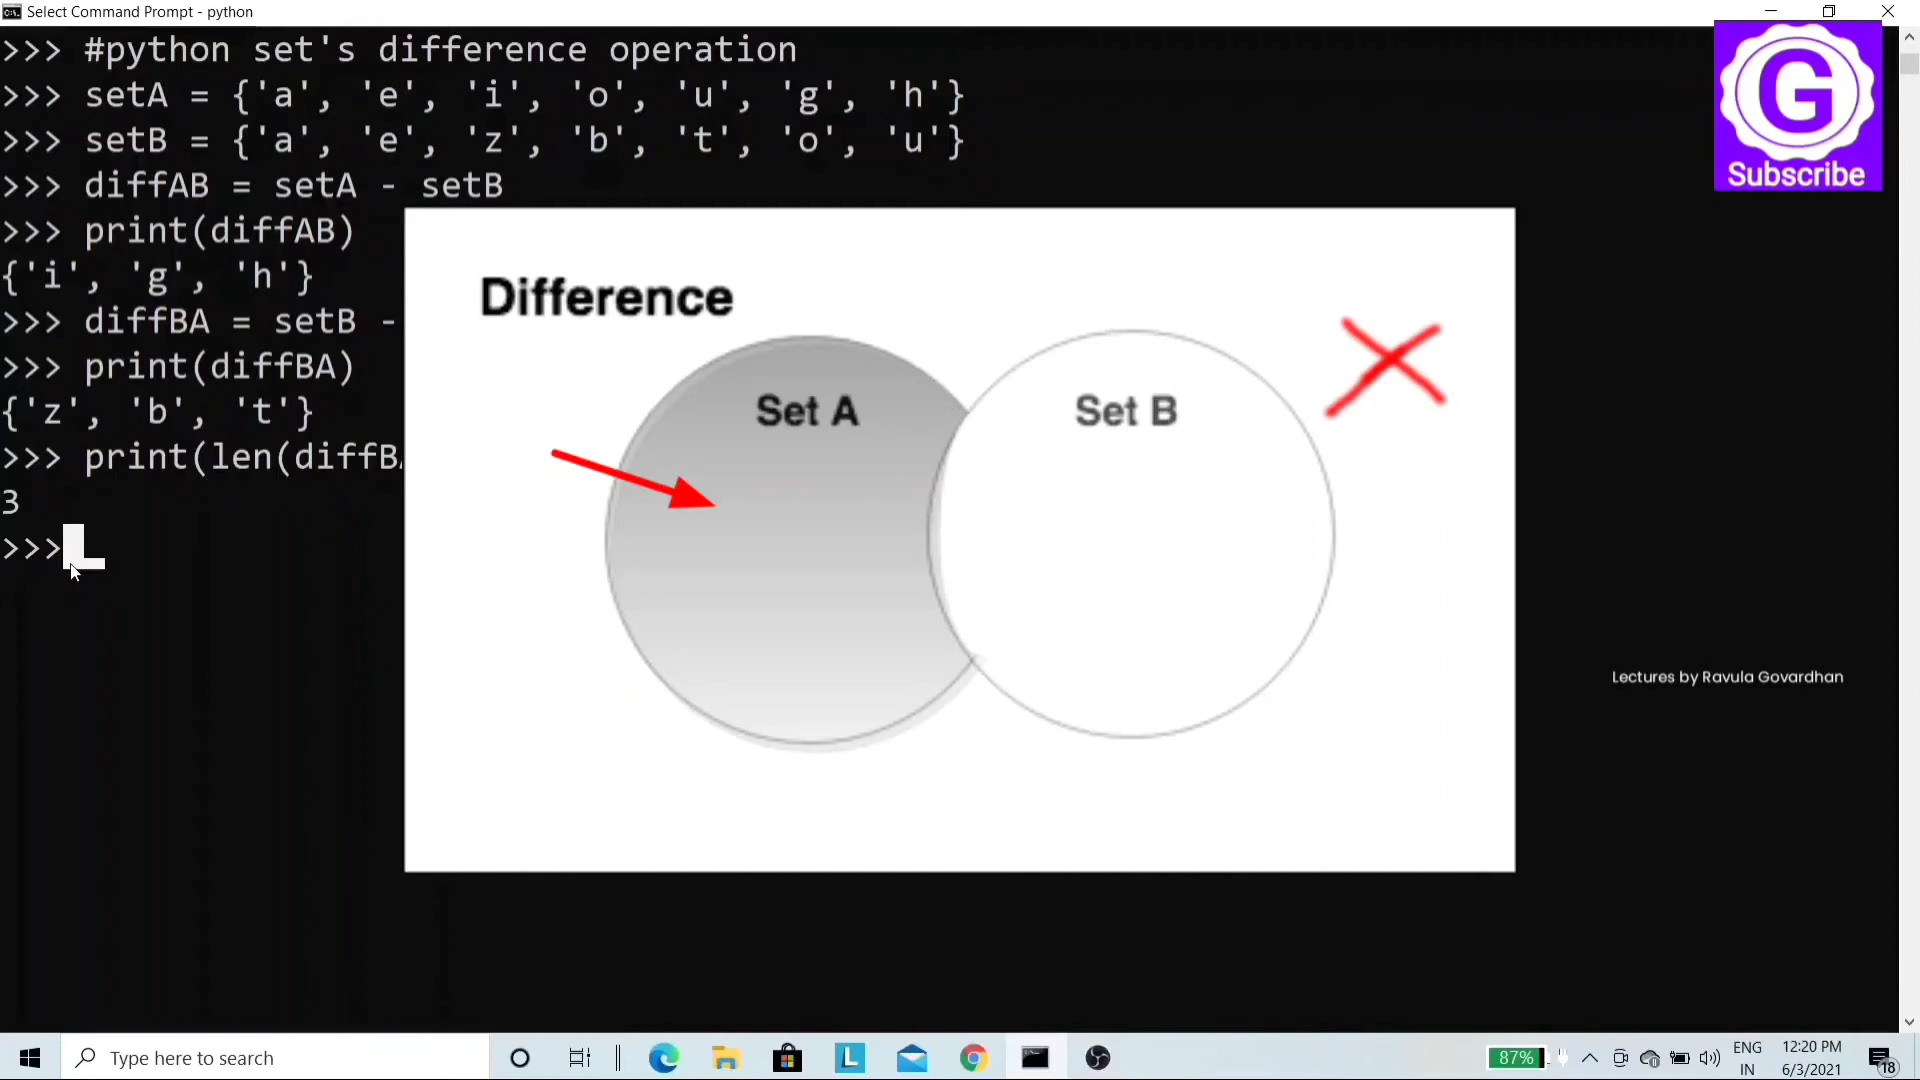 Select Command Prompt - python
>>> #python set's difference operation
>>> setA = {'a', 'e', 'i', 'o', 'u', 'g', 'h'}
>>> setB = {'a', 'e', 'z', 'b', 't', 'o', 'u'}
>>> diffAB = setA - setB
>>> print(diffAB)
{'i', 'g', 'h'}
>>> diffBA = setB -
>>> print(diffBA)
{'z', 'b', 't'}
>>> print(len(diffB
3
>>>
G
Subscribe
Difference
Set A
Set B
Lectures by Ravula Govardhan
Type here to search
L
87%
ENG
IN
12:20 PM
6/3/2021
18